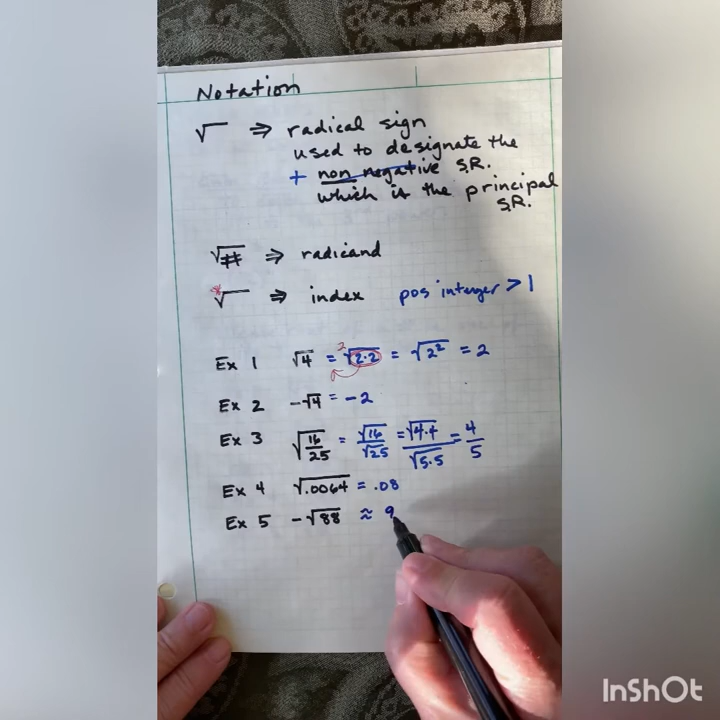 Notation
√ ⇒ radical sign
used to designate the
+ non negative S.R.
which is the principal
S.R.
√# ⇒ radicand
*√ ⇒ index pos interger > 1
Ex 1 √4 = ²√2·2 = √2² = 2
Ex 2 -√4 = -2
Ex 3 √16/25 = √16/√25 = √4·4/√5·5 = 4/5
Ex 4 √.0064 = .08
Ex 5 -√88 ≈ 9
InShOt